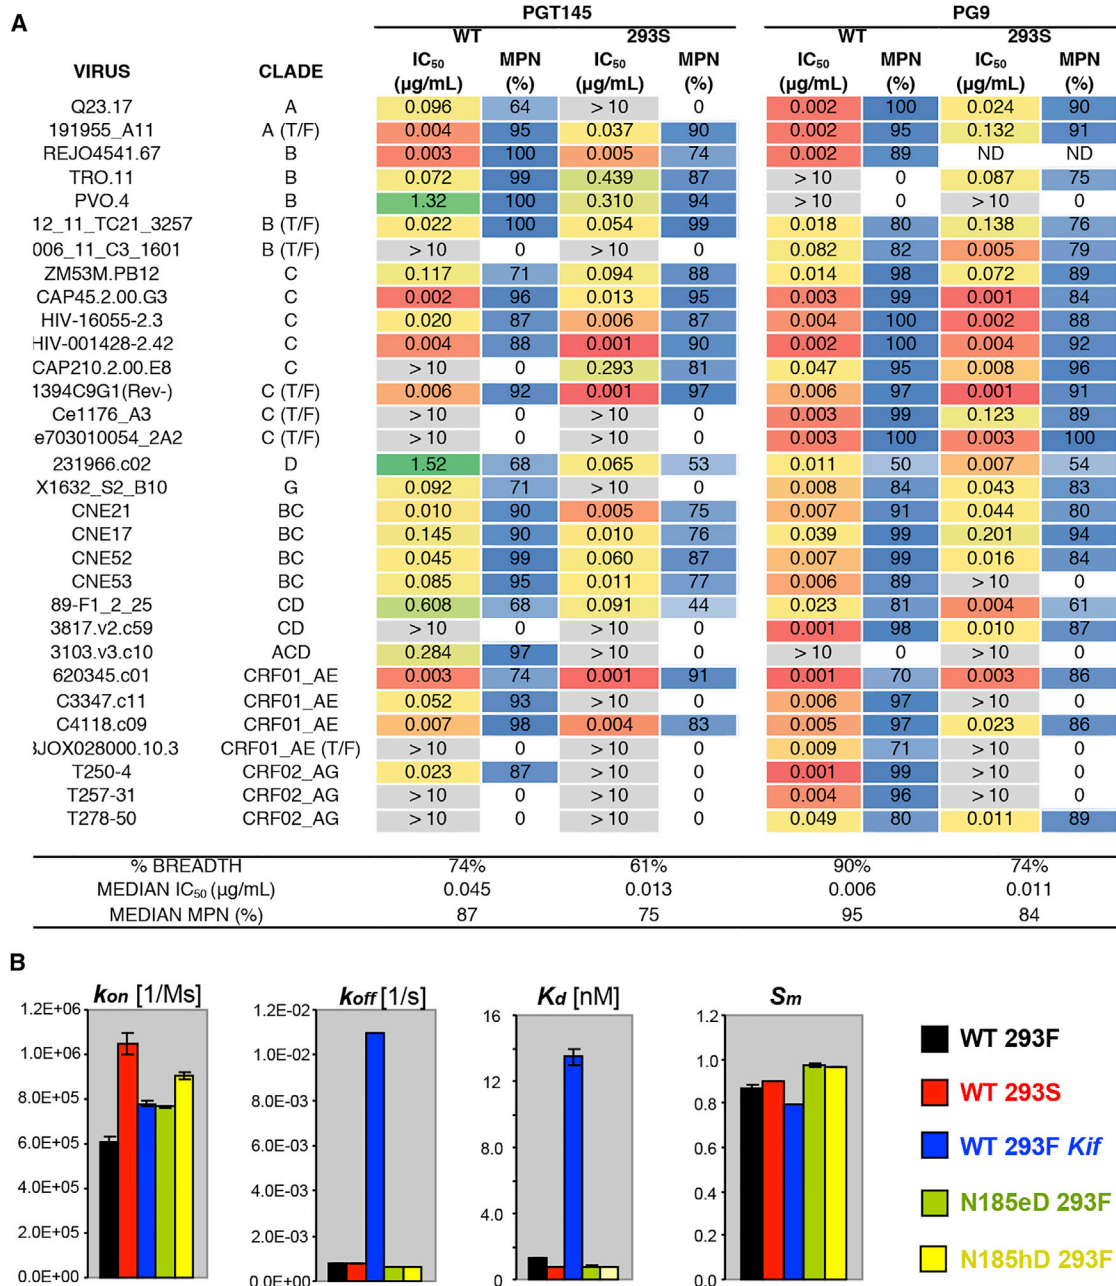 A
PGT145 PG9
WT 293S WT 293S
VIRUS CLADE IC50 (µg/mL) MPN (%) IC50 (µg/mL) MPN (%) IC50 (µg/mL) MPN (%) IC50 (µg/mL) MPN (%)
Q23.17 A 0.096 64 > 10 0 0.002 100 0.024 90
191955_A11 A (T/F) 0.004 95 0.037 90 0.002 95 0.132 91
REJO4541.67 B 0.003 100 0.005 74 0.002 89 ND ND
TRO.11 B 0.072 99 0.439 87 > 10 0 0.087 75
PVO.4 B 1.32 100 0.310 94 > 10 0 > 10 0
12_11_TC21_3257 B (T/F) 0.022 100 0.054 99 0.018 80 0.138 76
006_11_C3_1601 B (T/F) > 10 0 > 10 0 0.082 82 0.005 79
ZM53M.PB12 C 0.117 71 0.094 88 0.014 98 0.072 89
CAP45.2.00.G3 C 0.002 96 0.013 95 0.003 99 0.001 84
HIV-16055-2.3 C 0.020 87 0.006 87 0.004 100 0.002 88
HIV-001428-2.42 C 0.004 88 0.001 90 0.002 100 0.004 92
CAP210.2.00.E8 C > 10 0 0.293 81 0.047 95 0.008 96
1394C9G1(Rev-) C (T/F) 0.006 92 0.001 97 0.006 97 0.001 91
Ce1176_A3 C (T/F) > 10 0 > 10 0 0.003 99 0.123 89
e703010054_2A2 C (T/F) > 10 0 > 10 0 0.003 100 0.003 100
231966.c02 D 1.52 68 0.065 53 0.011 50 0.007 54
X1632_S2_B10 G 0.092 71 > 10 0 0.008 84 0.043 83
CNE21 BC 0.010 90 0.005 75 0.007 91 0.044 80
CNE17 BC 0.145 90 0.010 76 0.039 99 0.201 94
CNE52 BC 0.045 99 0.060 87 0.007 99 0.016 84
CNE53 BC 0.085 95 0.011 77 0.006 89 > 10 0
89-F1_2_25 CD 0.608 68 0.091 44 0.023 81 0.004 61
3817.v2.c59 CD > 10 0 > 10 0 0.001 98 0.010 87
3103.v3.c10 ACD 0.284 97 > 10 0 > 10 0 > 10 0
620345.c01 CRF01_AE 0.003 74 0.001 91 0.001 70 0.003 86
C3347.c11 CRF01_AE 0.052 93 > 10 0 0.006 97 > 10 0
C4118.c09 CRF01_AE 0.007 98 0.004 83 0.005 97 0.023 86
JOX028000.10.3 CRF01_AE (T/F) > 10 0 > 10 0 0.009 71 > 10 0
T250-4 CRF02_AG 0.023 87 > 10 0 0.001 99 > 10 0
T257-31 CRF02_AG > 10 0 > 10 0 0.004 96 > 10 0
T278-50 CRF02_AG > 10 0 > 10 0 0.049 80 0.011 89
% BREADTH 74% 61% 90% 74%
MEDIAN IC50 (µg/mL) 0.045 0.013 0.006 0.011
MEDIAN MPN (%) 87 75 95 84
B
kon [1/Ms]
1.2E+06
1.0E+06
8.0E+05
6.0E+05
4.0E+05
2.0E+05
0.0E+00
koff [1/s]
1.2E-02
1.0E-02
8.0E-03
6.0E-03
4.0E-03
2.0E-03
0.0E+00
Kd [nM]
16
14
12
8.0
4.0
0
Sm
1.2
1.0
0.8
0.6
0.4
0.2
0.0
WT 293F
WT 293S
WT 293F Kif
N185eD 293F
N185hD 293F